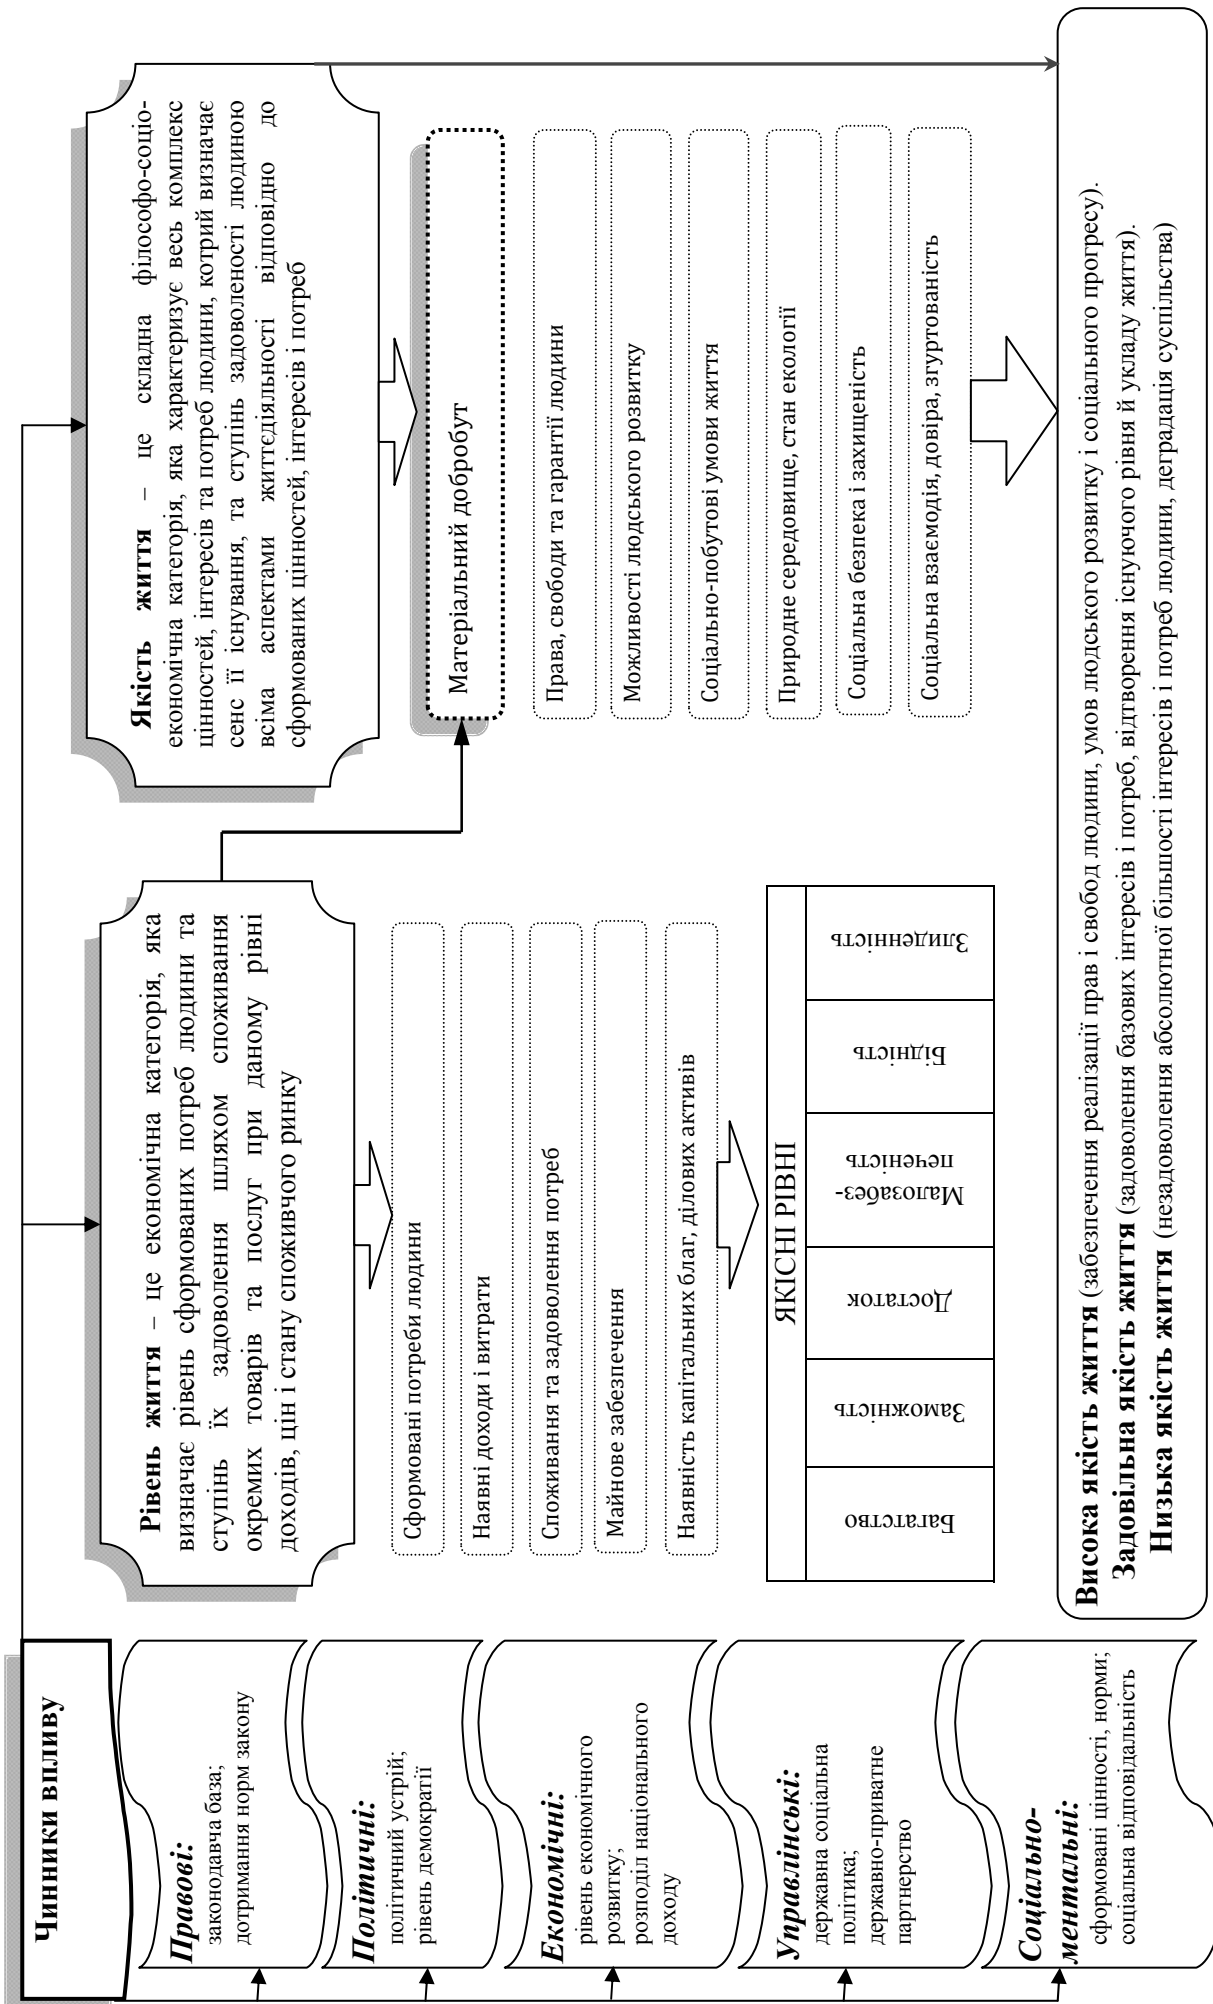 Чинники впливу
Правові:
законодавча база;
дотримання норм закону
Політичні:
політичний устрій;
рівень демократії
Економічні:
рівень економічного
розвитку;
розподіл національного
доходу
Управлінські:
державна соціальна
політика;
державно-приватне
партнерство
Соціально-
ментальні:
сформовані цінності, норми;
соціальна відповідальність
Рівень життя – це економічна категорія, яка
визначає рівень сформованих потреб людини та
ступінь їх задоволення шляхом споживання
окремих товарів та послуг при даному рівні
доходів, цін і стану споживчого ринку
Сформовані потреби людини
Наявні доходи і витрати
Споживання та задоволення потреб
Майнове забезпечення
Наявність капітальних благ, ділових активів
ЯКІСНІ РІВНІ
Багатство
Заможність
Достаток
Малозабез-
печеність
Бідність
Злиденність
Якість життя – це складна філософо-соціо-
економічна категорія, яка характеризує весь комплекс
цінностей, інтересів та потреб людини, котрий визначає
сенс її існування, та ступінь задоволеності людиною
всіма аспектами життєдіяльності відповідно до
сформованих цінностей, інтересів і потреб
Матеріальний добробут
Права, свободи та гарантії людини
Можливості людського розвитку
Соціально-побутові умови життя
Природне середовище, стан екології
Соціальна безпека і захищеність
Соціальна взаємодія, довіра, згуртованість
Висока якість життя (забезпечення реалізації прав і свобод людини, умов людського розвитку і соціального прогресу).
Задовільна якість життя (задоволення базових інтересів і потреб, відтворення існуючого рівня й укладу життя).
Низька якість життя (незадоволення абсолютної більшості інтересів і потреб людини, деградація суспільства)